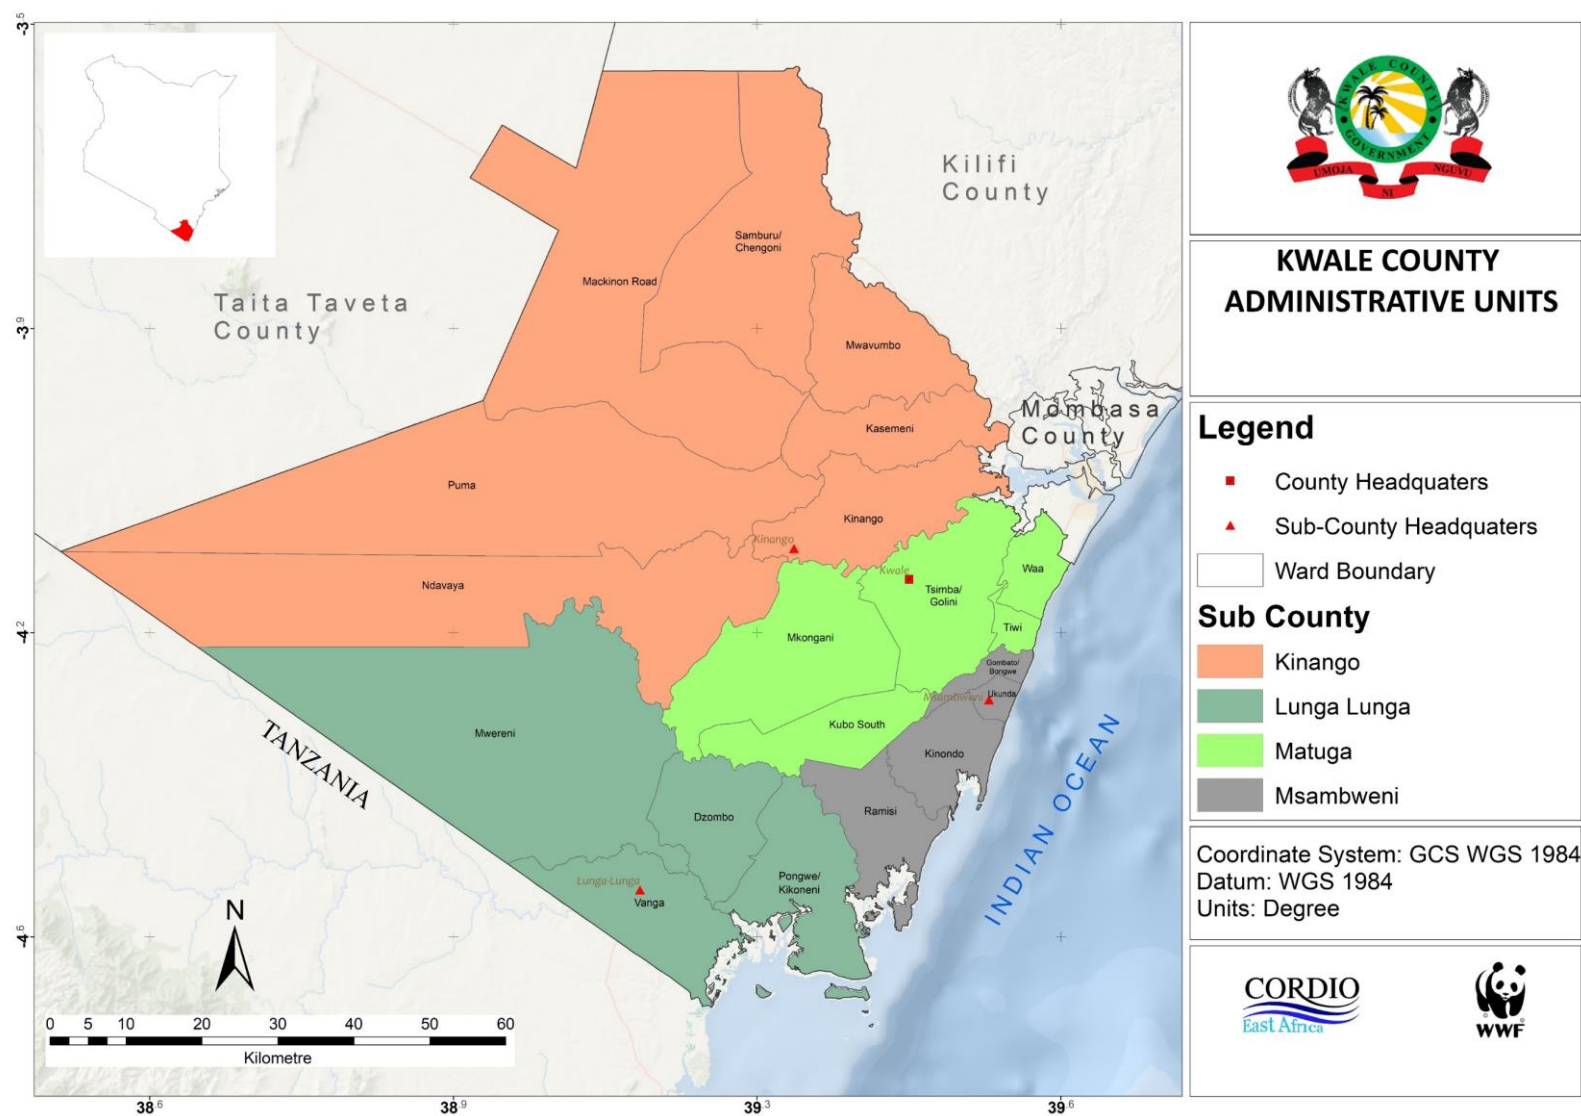 KWALE COUNTY
GOVERNMENT
UMOJA
NI
NGUVU
KWALE COUNTY
ADMINISTRATIVE UNITS
Legend
County Headquaters
Sub-County Headquaters
Ward Boundary
Sub County
Kinango
Lunga Lunga
Matuga
Msambweni
Coordinate System: GCS WGS 1984
Datum: WGS 1984
Units: Degree
CORDIO
East Africa
WWF
Kilifi
County
Taita Taveta
County
Mombasa
County
TANZANIA
INDIAN OCEAN
Samburu/
Chengoni
Mackinon Road
Mwavumbo
Kasemeni
Puma
Kinango
Kinango
Ndavaya
Kwale
Tsimba/
Golini
Waa
Tiwi
Mkongani
Gombato/
Bongwe
Ukunda
Msambweni
Kubo South
Kinondo
Mwereni
Ramisi
Dzombo
Pongwe/
Kikoneni
Lunga-Lunga
Vanga
N
0 5 10 20 30 40 50 60
Kilometre
-3.5
-3.9
-4.2
-4.6
38.6
38.9
39.3
39.6